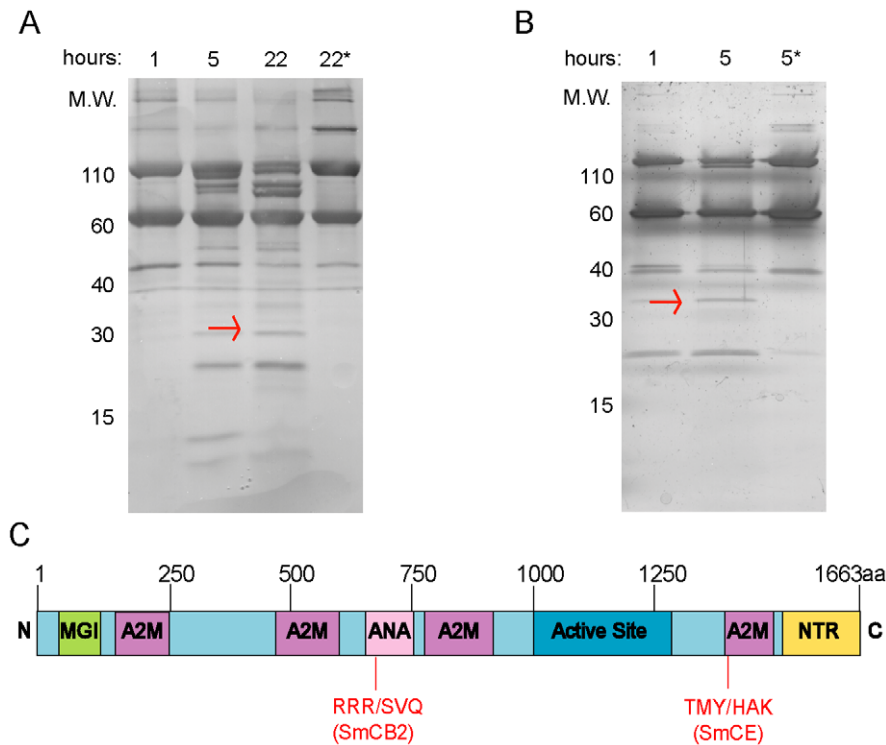 A
hours: 1 5 22 22*
M.W.
110
60
40
30
15
B
hours: 1 5 5*
M.W.
110
60
40
30
15
C
1 250 500 750 1000 1250 1663aa
N MGI A2M A2M ANA A2M Active Site A2M NTR C
RRR/SVQ TMY/HAK
(SmCB2) (SmCE)